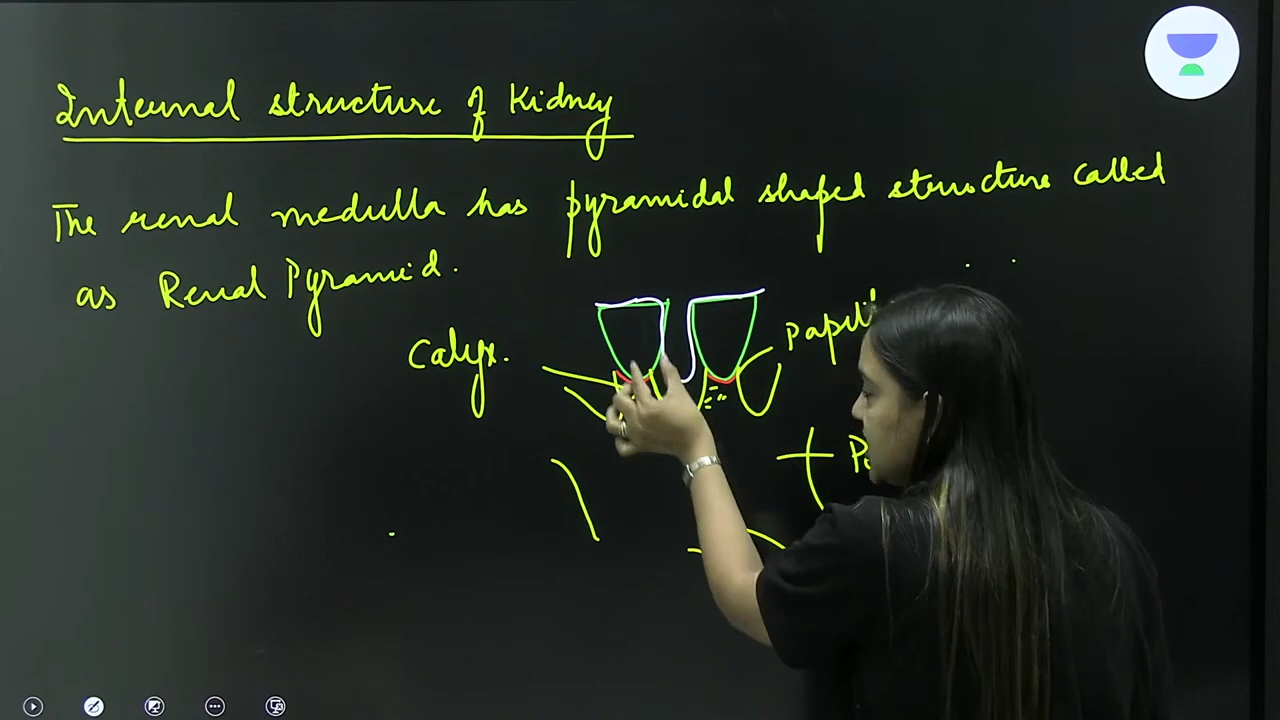 Internal structure of Kidney
The renal medulla has pyramidal shaped structure called
as Renal Pyramid.
Calyx.